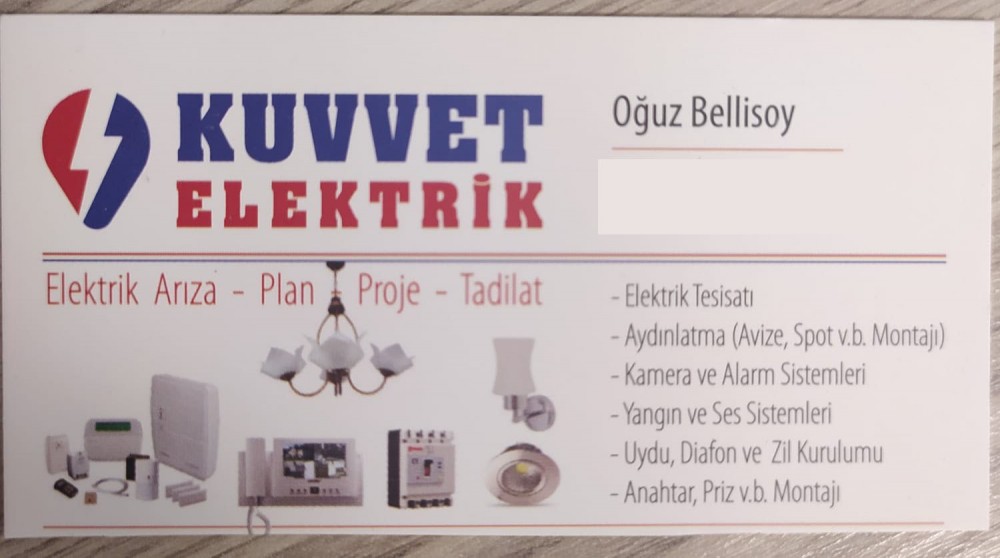 KUVVET
ELEKTRİK
Oğuz Bellisoy
Elektrik Arıza - Plan - Proje - Tadilat
- Elektrik Tesisatı
- Aydınlatma (Avize, Spot v.b. Montajı)
- Kamera ve Alarm Sistemleri
- Yangın ve Ses Sistemleri
- Uydu, Diafon ve Zil Kurulumu
- Anahtar, Priz v.b. Montajı